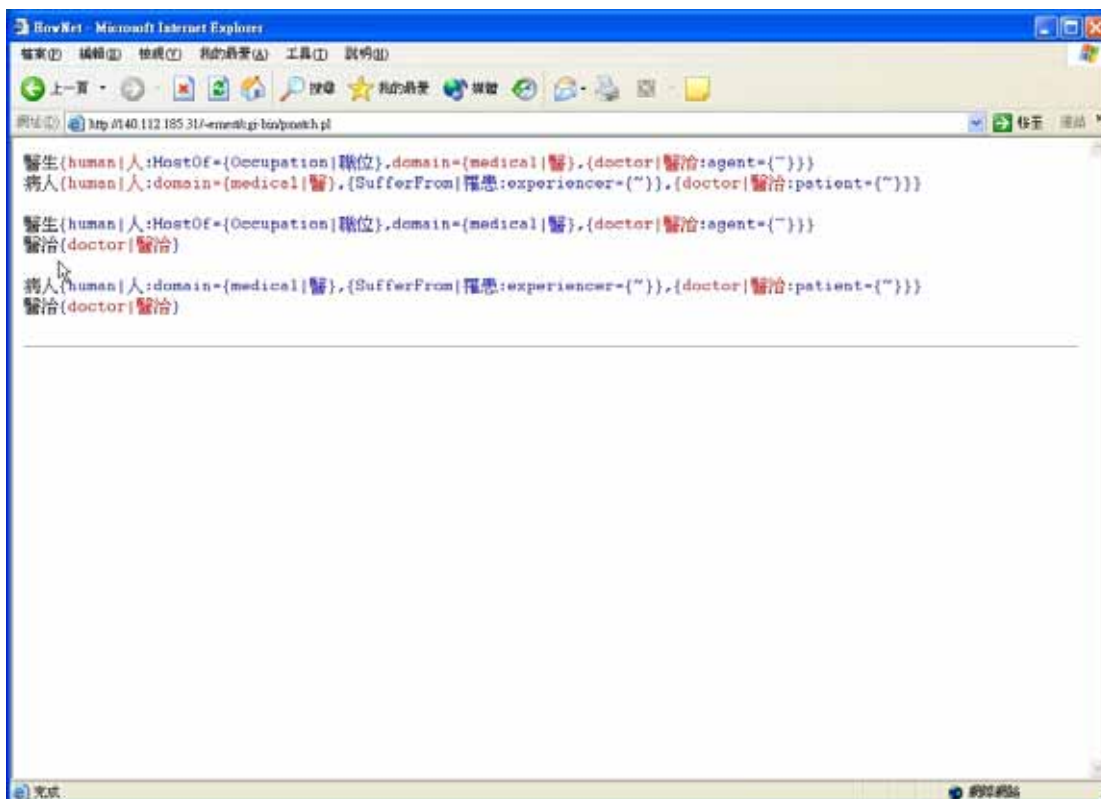 HowNet - Microsoft Internet Explorer
檔案(F) 編輯(E) 檢視(V) 我的最愛(A) 工具(T) 說明(H)
上一頁 搜尋 我的最愛 媒體
網址(D) http://140.112.185.31/~ernest/cgi-bin/ 移至 連結
醫生{human|人:HostOf={Occupation|職位},domain={medical|醫},{doctor|醫治:agent={~}}}
病人{human|人:domain={medical|醫},{SufferFrom|罹患:experiencer={~}},{doctor|醫治:patient={~}}}
醫生{human|人:HostOf={Occupation|職位},domain={medical|醫},{doctor|醫治:agent={~}}}
醫治{doctor|醫治}
病人{human|人:domain={medical|醫},{SufferFrom|罹患:experiencer={~}},{doctor|醫治:patient={~}}}
醫治{doctor|醫治}
完成 網際網路